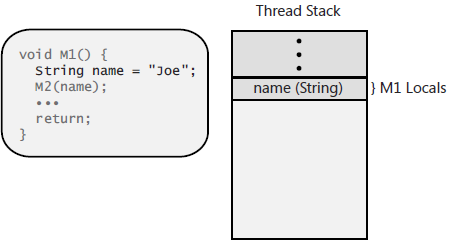 Thread Stack
void M1() {
String name = "Joe";
M2(name);
•••
return;
}
name (String)
} M1 Locals